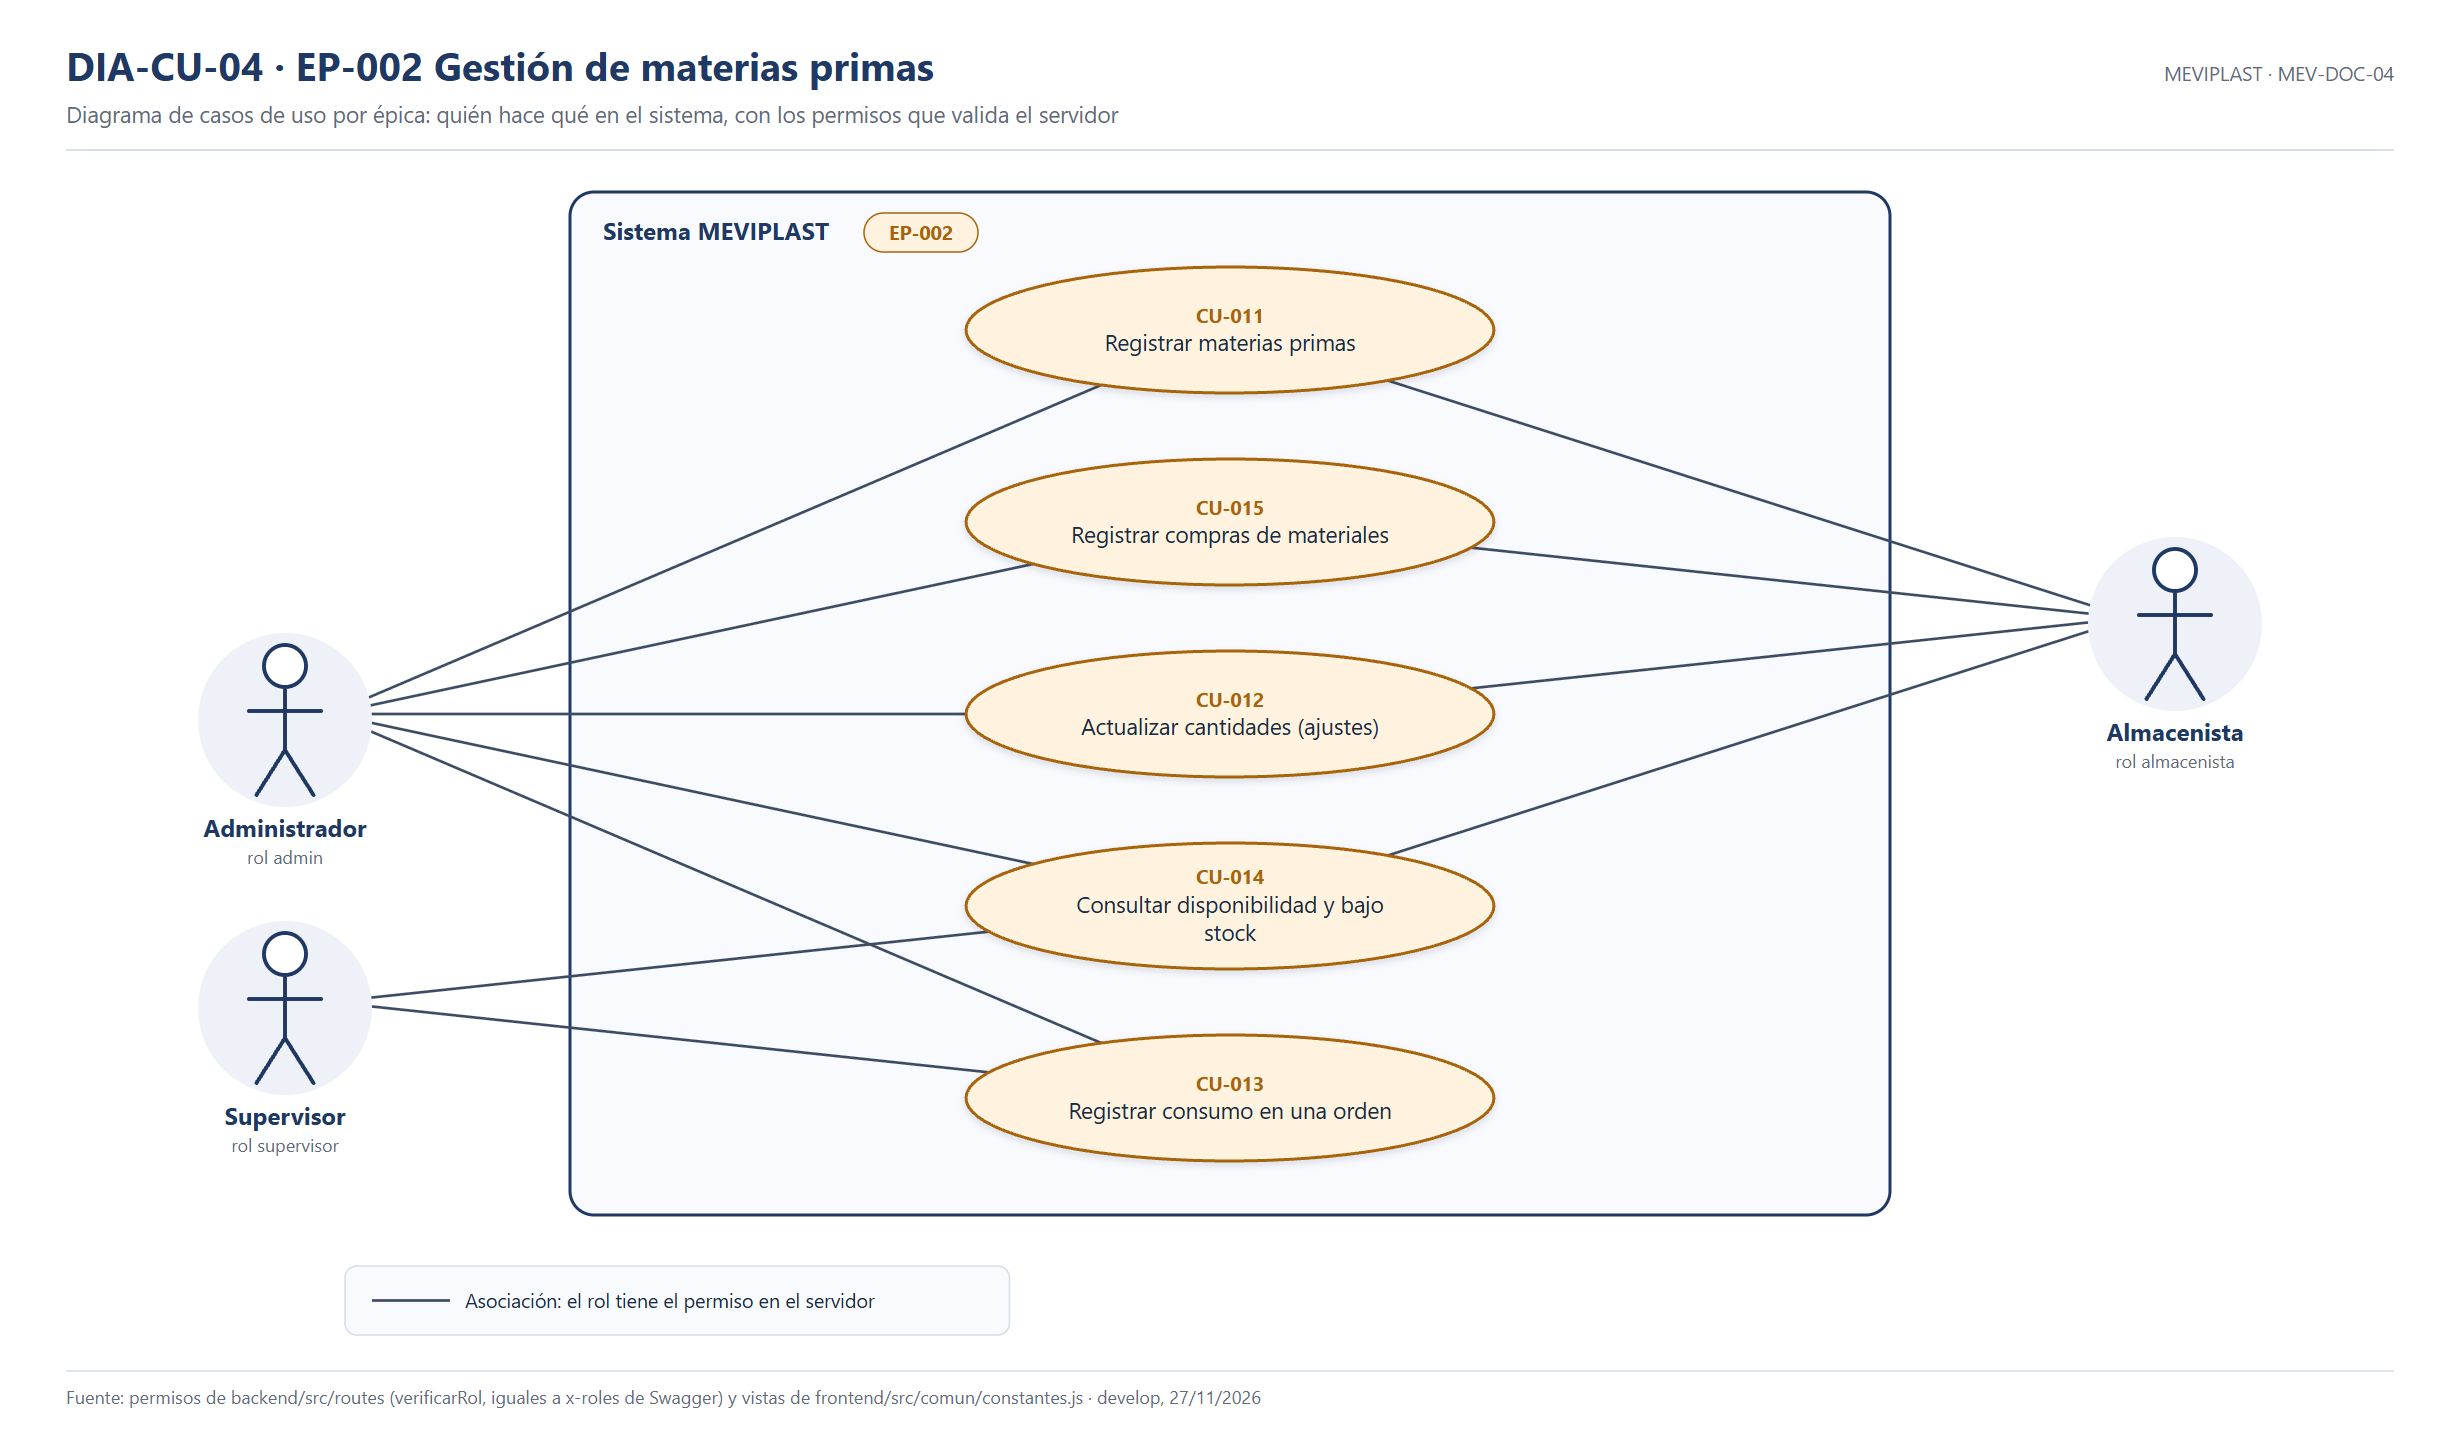 DIA-CU-04 · EP-002 Gestión de materias primas
MEVIPLAST · MEV-DOC-04
Diagrama de casos de uso por épica: quién hace qué en el sistema, con los permisos que valida el servidor
Sistema MEVIPLAST
EP-002
CU-011
Registrar materias primas
CU-015
Registrar compras de materiales
CU-012
Actualizar cantidades (ajustes)
CU-014
Consultar disponibilidad y bajo
stock
CU-013
Registrar consumo en una orden
Administrador
rol admin
Supervisor
rol supervisor
Almacenista
rol almacenista
Asociación: el rol tiene el permiso en el servidor
Fuente: permisos de backend/src/routes (verificarRol, iguales a x-roles de Swagger) y vistas de frontend/src/comun/constantes.js · develop, 27/11/2026